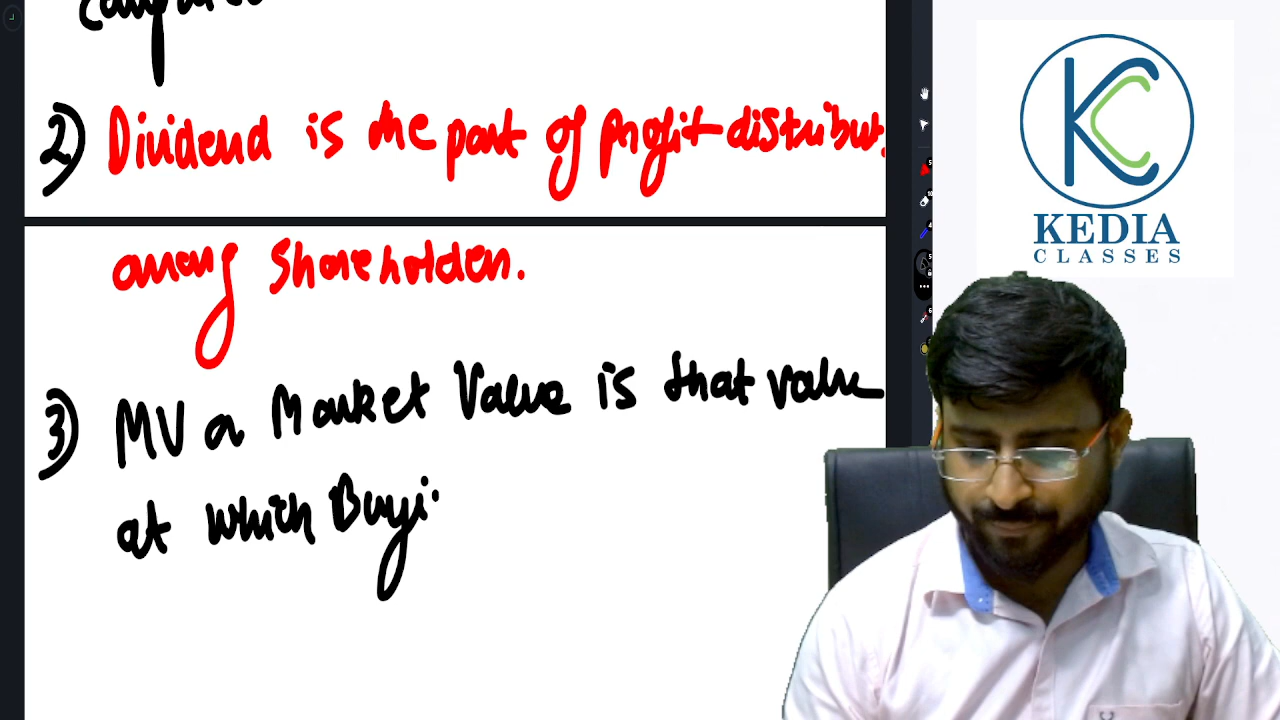 2) Dividend is the part of profit distribut.
among shareholders.
3) MV or Market Value is that value
at which Buyi
KEDIA
CLASSES